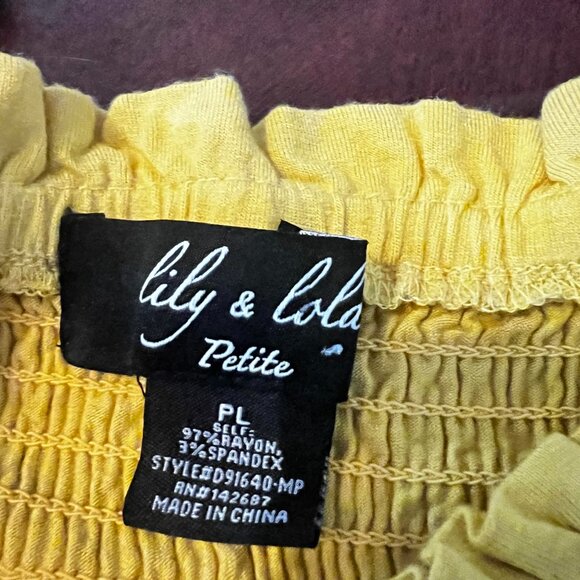 lily & lola
Petite
PL
SELF:
97%RAYON,
3%SPANDEX
STYLE#D91640-MP
RN#142687
MADE IN CHINA